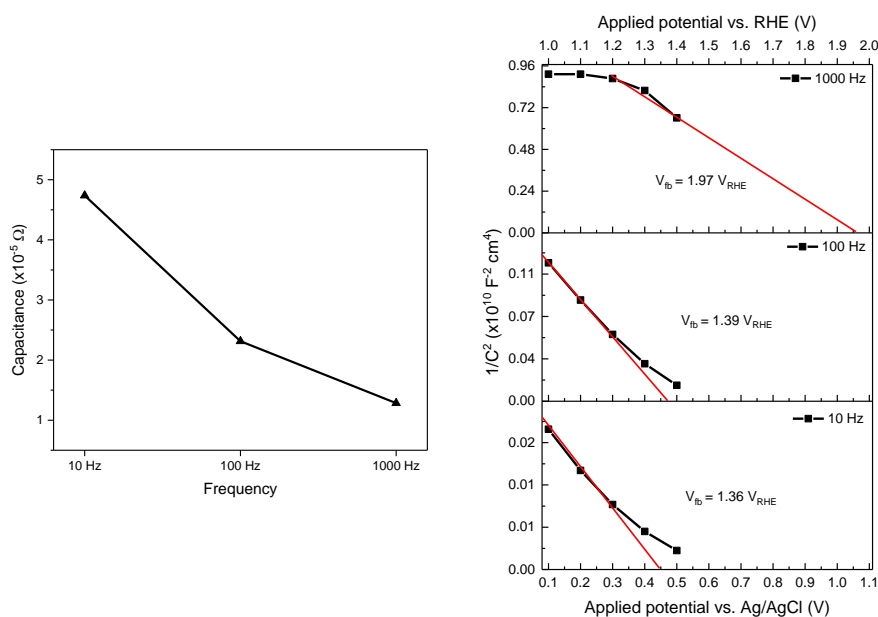 Capacitance (x10⁻⁵ Ω)
5
4
3
2
1
10 Hz 100 Hz 1000 Hz
Frequency
Applied potential vs. RHE (V)
1.0 1.1 1.2 1.3 1.4 1.5 1.6 1.7 1.8 1.9 2.0
1/C² (x10¹⁰ F⁻² cm⁴)
0.96
0.72
0.48
0.24
0.00
1000 Hz
V_fb = 1.97 V_RHE
0.11
0.07
0.04
0.00
100 Hz
V_fb = 1.39 V_RHE
0.02
0.01
0.01
0.00
10 Hz
V_fb = 1.36 V_RHE
0.1 0.2 0.3 0.4 0.5 0.6 0.7 0.8 0.9 1.0 1.1
Applied potential vs. Ag/AgCl (V)